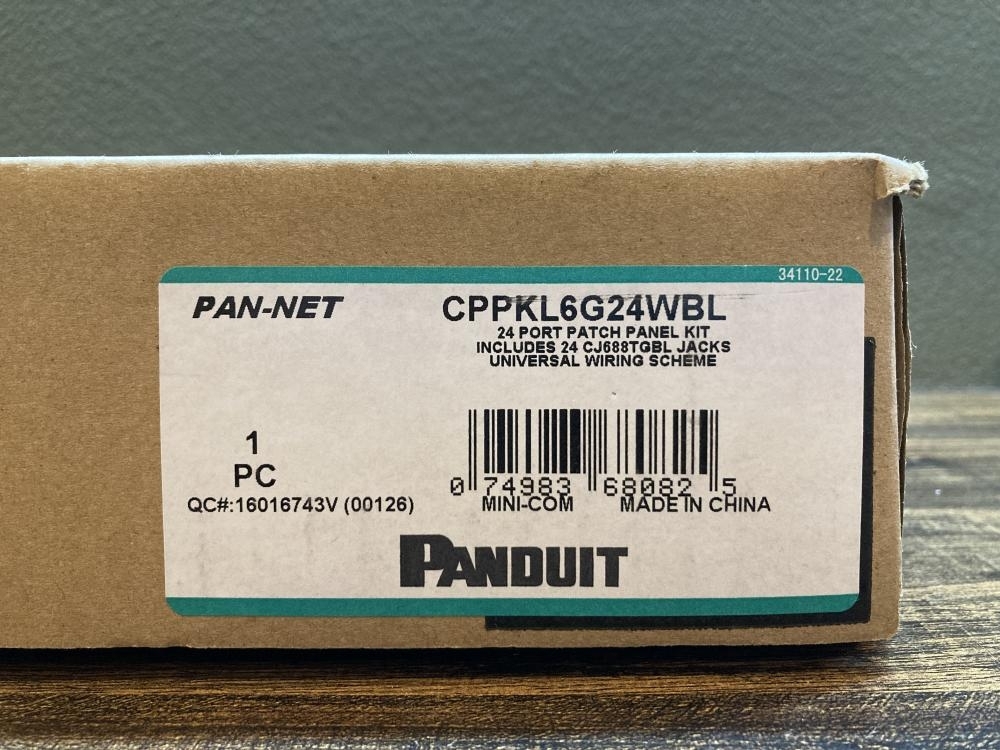 34110-22
PAN-NET
CPPKL6G24WBL
24 PORT PATCH PANEL KIT
INCLUDES 24 CJ688TGBL JACKS
UNIVERSAL WIRING SCHEME
1
PC
QC#:16016743V (00126)
0 74983 68082 5
MINI-COM MADE IN CHINA
PANDUIT